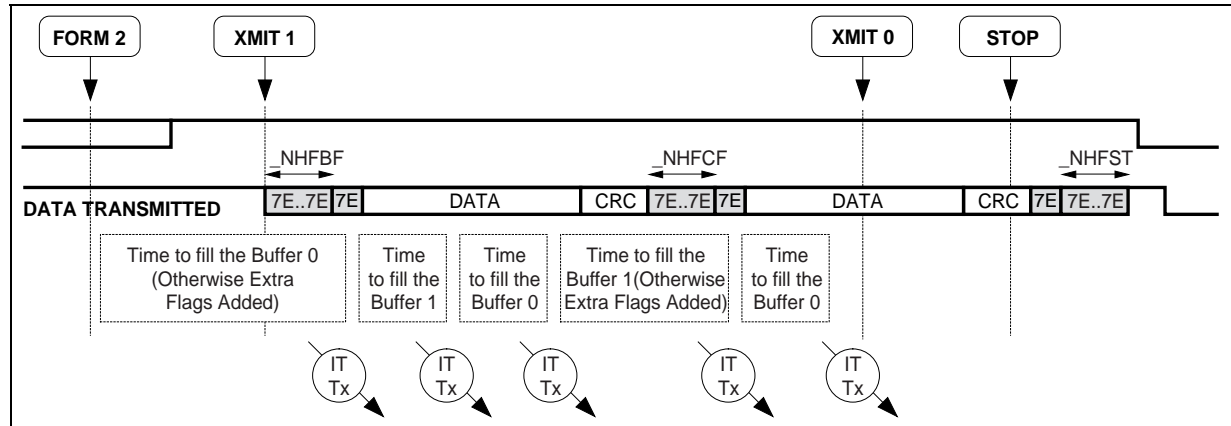 FORM 2
XMIT 1
XMIT 0
STOP
_NHFBF
_NHFCF
_NHFST
DATA TRANSMITTED
7E..7E
7E
DATA
CRC
7E..7E
7E
DATA
CRC
7E
7E..7E
Time to fill the Buffer 0
(Otherwise Extra
Flags Added)
Time
to fill the
Buffer 1
Time
to fill the
Buffer 0
Time to fill the
Buffer 1(Otherwise
Extra Flags Added)
Time
to fill the
Buffer 0
IT
Tx
IT
Tx
IT
Tx
IT
Tx
IT
Tx